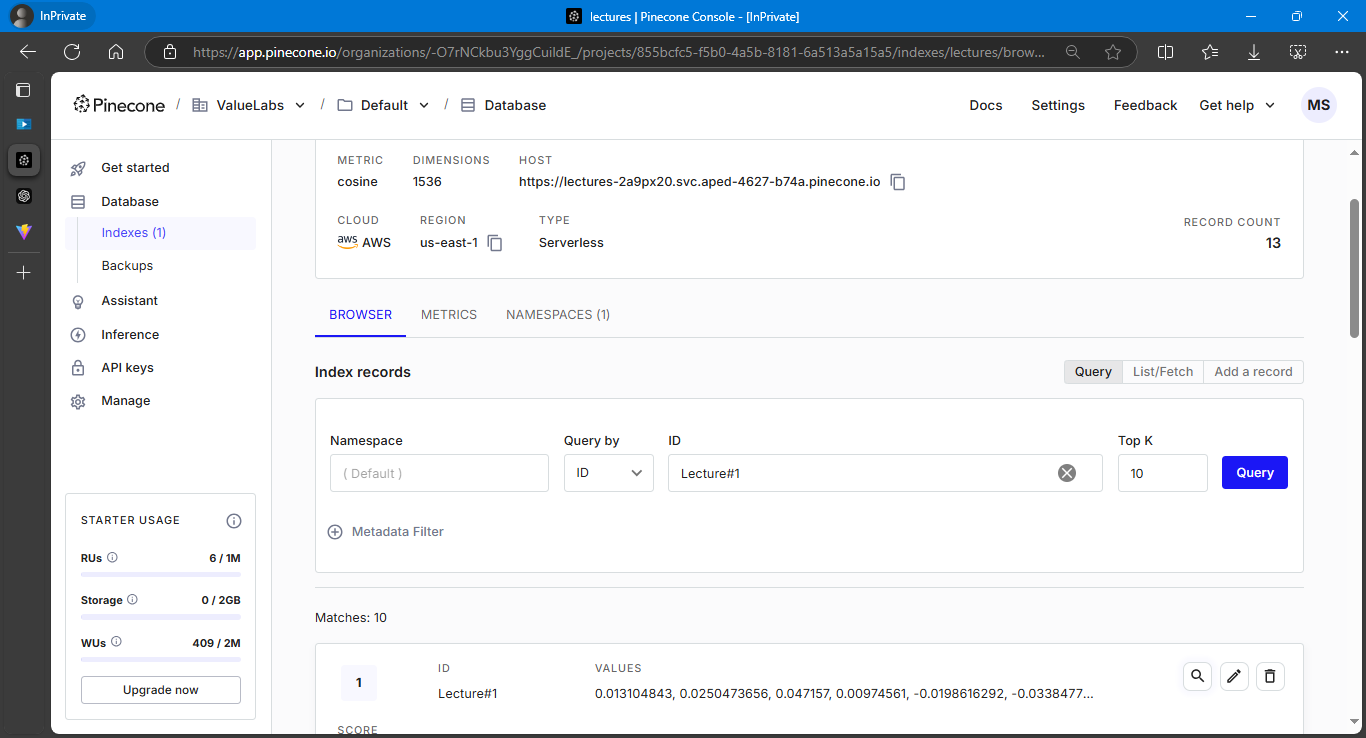 InPrivate
lectures | Pinecone Console - [InPrivate]
https://app.pinecone.io/organizations/-O7rNCkbu3YggCuildE_/projects/855bcfc5-f5b0-4a5b-8181-6a513a5a15a5/indexes/lectures/brow...
Pinecone / ValueLabs / Default / Database
Docs Settings Feedback Get help MS
Get started
Database
Indexes (1)
Backups
Assistant
Inference
API keys
Manage
STARTER USAGE
RUs 6 / 1M
Storage 0 / 2GB
WUs 409 / 2M
Upgrade now
METRIC DIMENSIONS HOST
cosine 1536 https://lectures-2a9px20.svc.aped-4627-b74a.pinecone.io
CLOUD REGION TYPE RECORD COUNT
aws AWS us-east-1 Serverless 13
BROWSER METRICS NAMESPACES (1)
Index records Query List/Fetch Add a record
Namespace Query by ID Top K
( Default ) ID Lecture#1 10 Query
Metadata Filter
Matches: 10
1 ID VALUES
Lecture#1 0.013104843, 0.0250473656, 0.047157, 0.00974561, -0.0198616292, -0.0338477...
SCORE